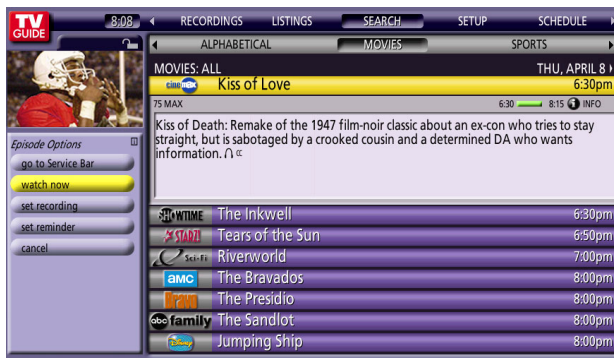 TV
GUIDE
8:08
RECORDINGS LISTINGS SEARCH SETUP SCHEDULE
ALPHABETICAL MOVIES SPORTS
MOVIES: ALL THU, APRIL 8
cinemax Kiss of Love 6:30pm
75 MAX 6:30 8:15 INFO
Kiss of Death: Remake of the 1947 film-noir classic about an ex-con who tries to stay
straight, but is sabotaged by a crooked cousin and a determined DA who wants
information.
Episode Options
go to Service Bar
watch now
set recording
set reminder
cancel
SHOWTIME The Inkwell 6:30pm
STARZ! Tears of the Sun 6:50pm
Sci-Fi Riverworld 7:00pm
amc The Bravados 8:00pm
Bravo The Presidio 8:00pm
abc family The Sandlot 8:00pm
Disney Jumping Ship 8:00pm